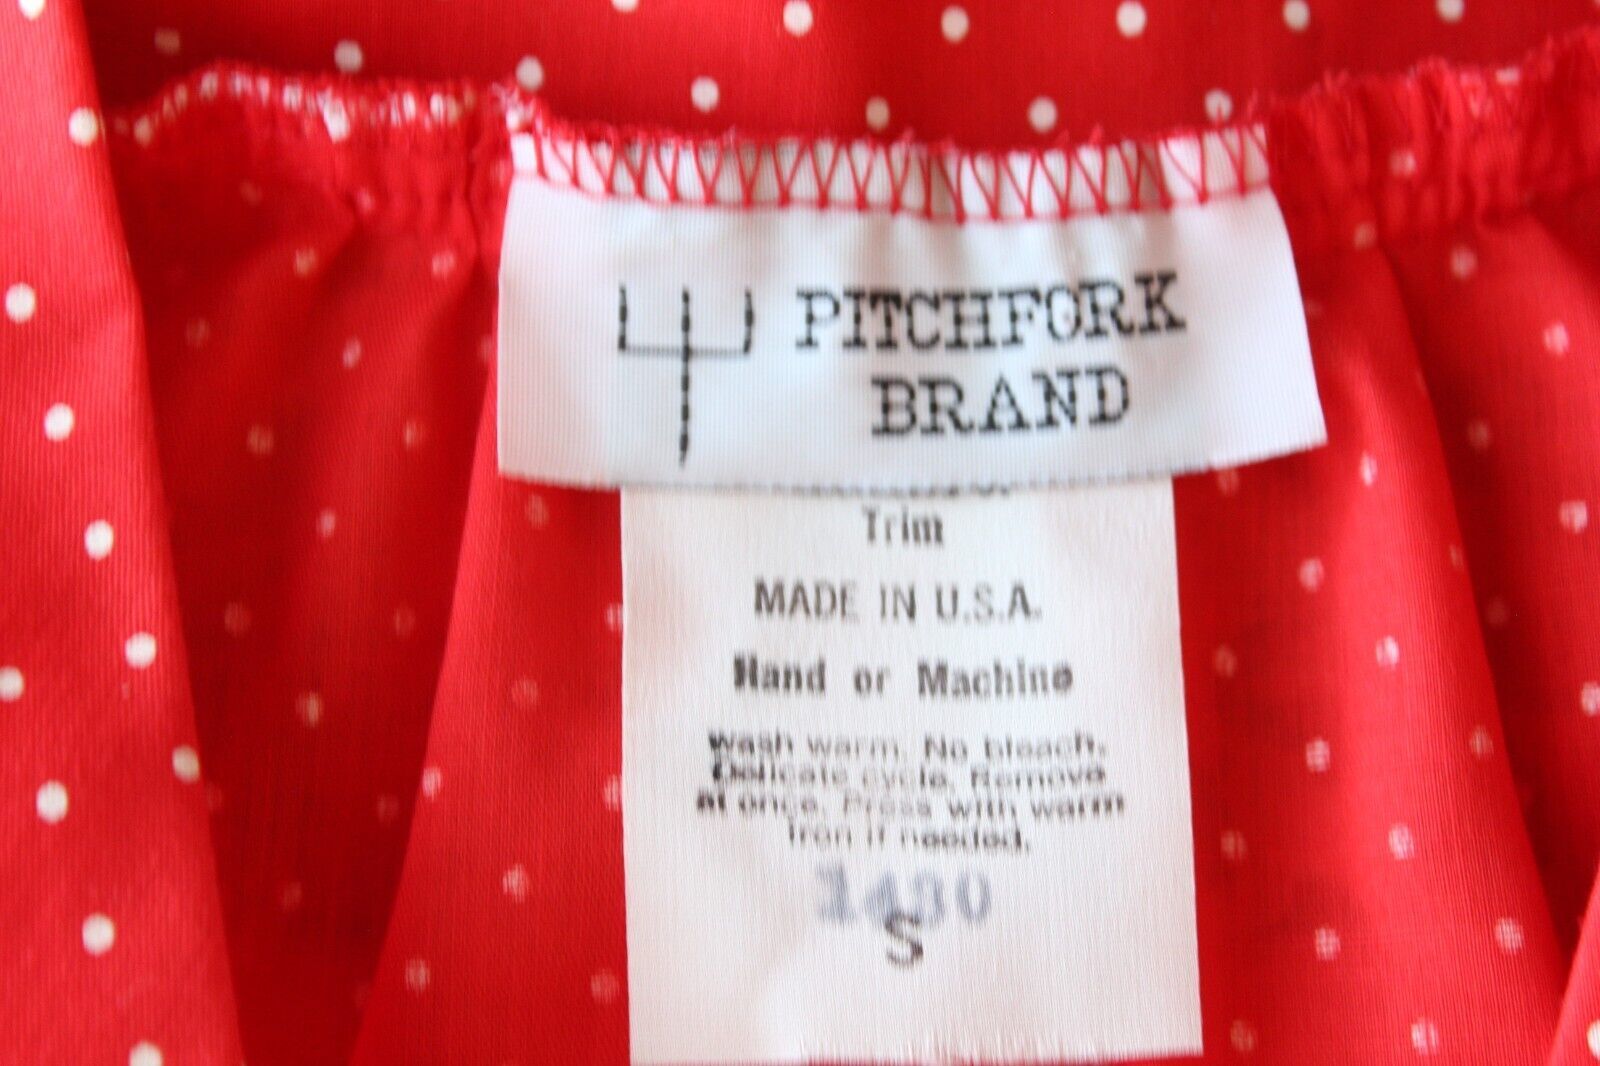 PITCHFORK
BRAND
Trim
MADE IN U.S.A.
Hand or Machine
wash warm. No bleach.
Delicate cycle. Remove
at once. Press with warm
iron if needed.
S